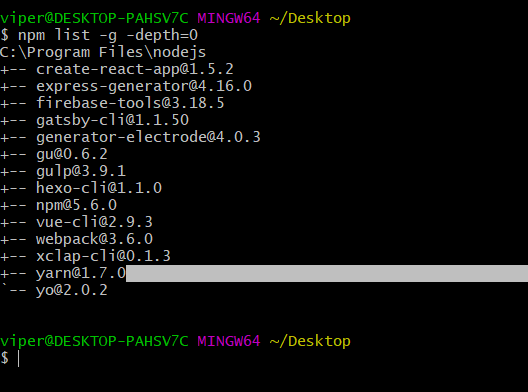 viper@DESKTOP-PAHSV7C MINGW64 ~/Desktop
$ npm list -g -depth=0
C:\Program Files\nodejs
+-- create-react-app@1.5.2
+-- express-generator@4.16.0
+-- firebase-tools@3.18.5
+-- gatsby-cli@1.1.50
+-- generator-electrode@4.0.3
+-- gu@0.6.2
+-- gulp@3.9.1
+-- hexo-cli@1.1.0
+-- npm@5.6.0
+-- vue-cli@2.9.3
+-- webpack@3.6.0
+-- xclap-cli@0.1.3
+-- yarn@1.7.0
`-- yo@2.0.2
viper@DESKTOP-PAHSV7C MINGW64 ~/Desktop
$